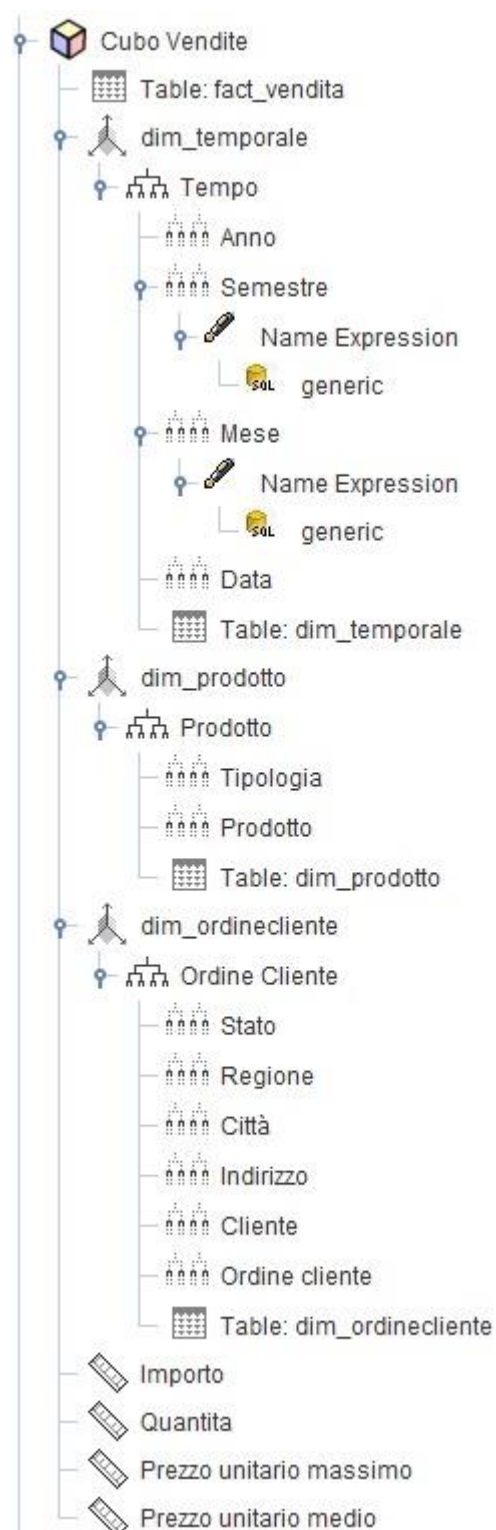 Cubo Vendite
Table: fact_vendita
dim_temporale
Tempo
Anno
Semestre
Name Expression
SQL generic
Mese
Name Expression
SQL generic
Data
Table: dim_temporale
dim_prodotto
Prodotto
Tipologia
Prodotto
Table: dim_prodotto
dim_ordinecliente
Ordine Cliente
Stato
Regione
Città
Indirizzo
Cliente
Ordine cliente
Table: dim_ordinecliente
Importo
Quantita
Prezzo unitario massimo
Prezzo unitario medio